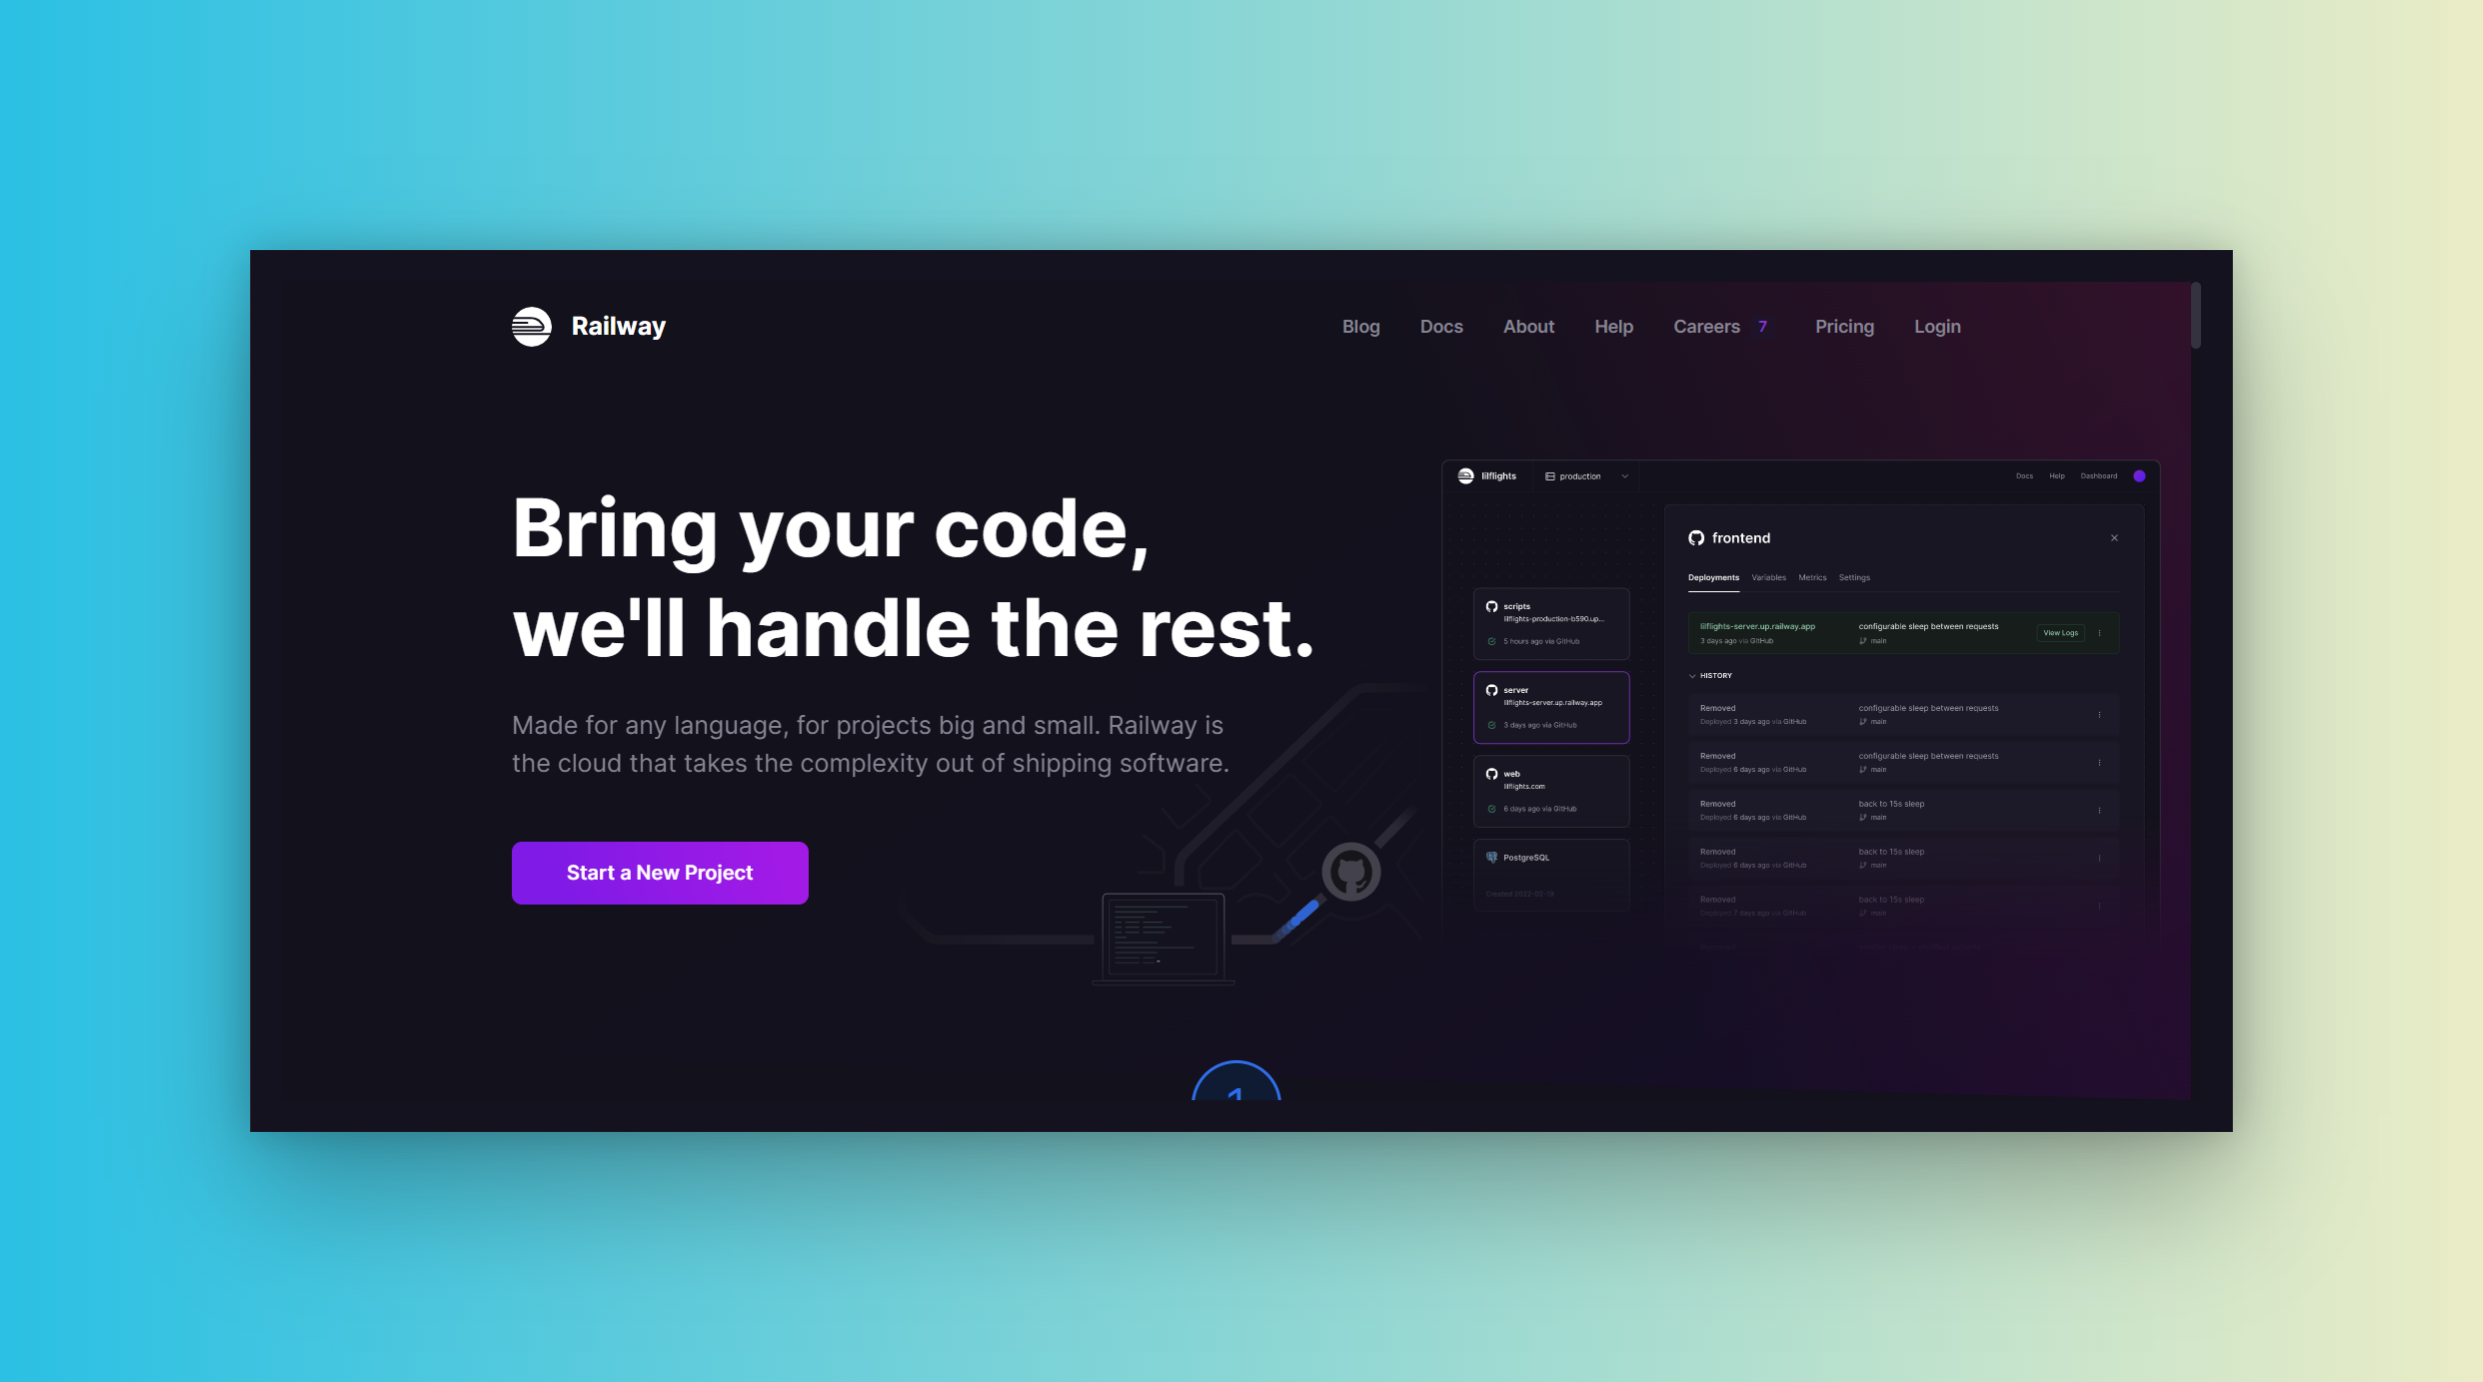 Railway
Blog Docs About Help Careers 7 Pricing Login
Bring your code,
we'll handle the rest.
Made for any language, for projects big and small. Railway is
the cloud that takes the complexity out of shipping software.
Start a New Project
lilflights production Docs Help Dashboard
scripts
lilflights-production-b590.up...
5 hours ago via GitHub
server
lilflights-server.up.railway.app
3 days ago via GitHub
web
lilflights.com
6 days ago via GitHub
PostgreSQL
Created 2022-02-19
frontend
Deployments Variables Metrics Settings
lilflights-server.up.railway.app configurable sleep between requests View Logs
3 days ago via GitHub main
HISTORY
Removed configurable sleep between requests
Deployed 3 days ago via GitHub main
Removed configurable sleep between requests
Deployed 6 days ago via GitHub main
Removed back to 15s sleep
Deployed 6 days ago via GitHub main
Removed back to 15s sleep
Deployed 6 days ago via GitHub main
Removed back to 15s sleep
Deployed 7 days ago via GitHub main
1